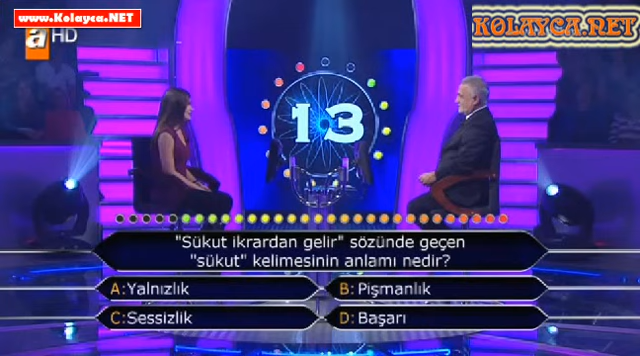 www.Kolayca.NET
KOLAYCA.NET
a HD
13
"Sükut ikrardan gelir" sözünde geçen
"sükut" kelimesinin anlamı nedir?
A:Yalnızlık
B:Pişmanlık
C:Sessizlik
D:Başarı